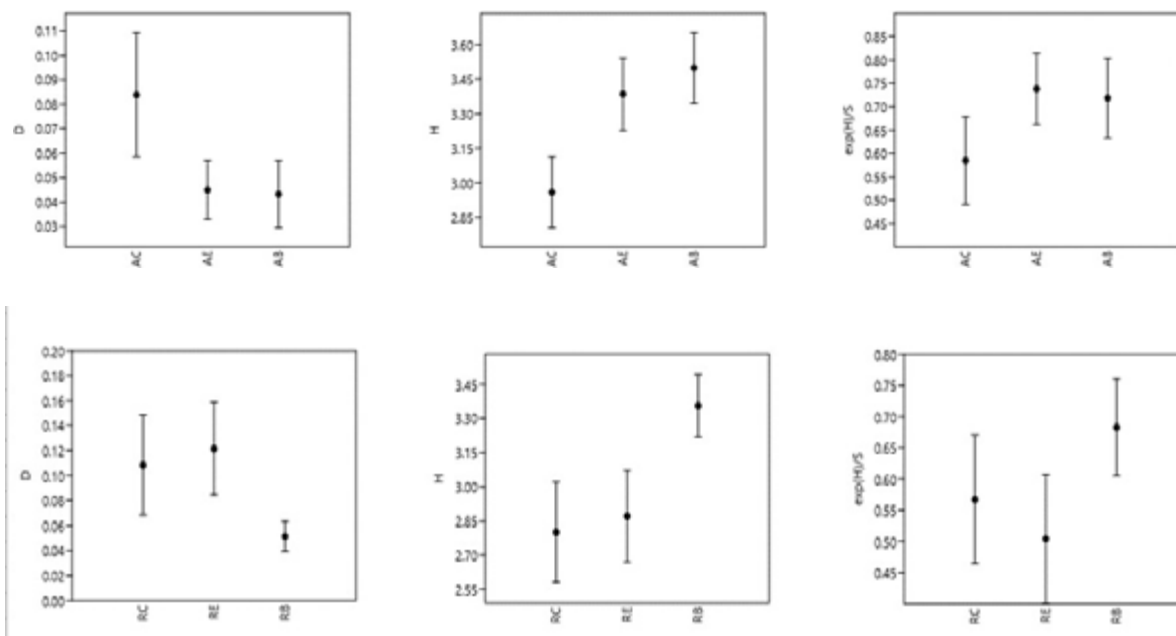 D
0.11
0.10
0.09
0.08
0.07
0.06
0.05
0.04
0.03
AC
AE
AB
H
3.60
3.45
3.30
3.15
3.00
2.85
AC
AE
AB
exp(H)/S
0.85
0.80
0.75
0.70
0.65
0.60
0.55
0.50
0.45
AC
AE
AB
D
0.20
0.18
0.16
0.14
0.12
0.10
0.08
0.06
0.04
0.02
0.00
RC
RE
RB
H
3.45
3.30
3.15
3.00
2.85
2.70
2.55
RC
RE
RB
exp(H)/S
0.80
0.75
0.70
0.65
0.60
0.55
0.50
0.45
RC
RE
RB